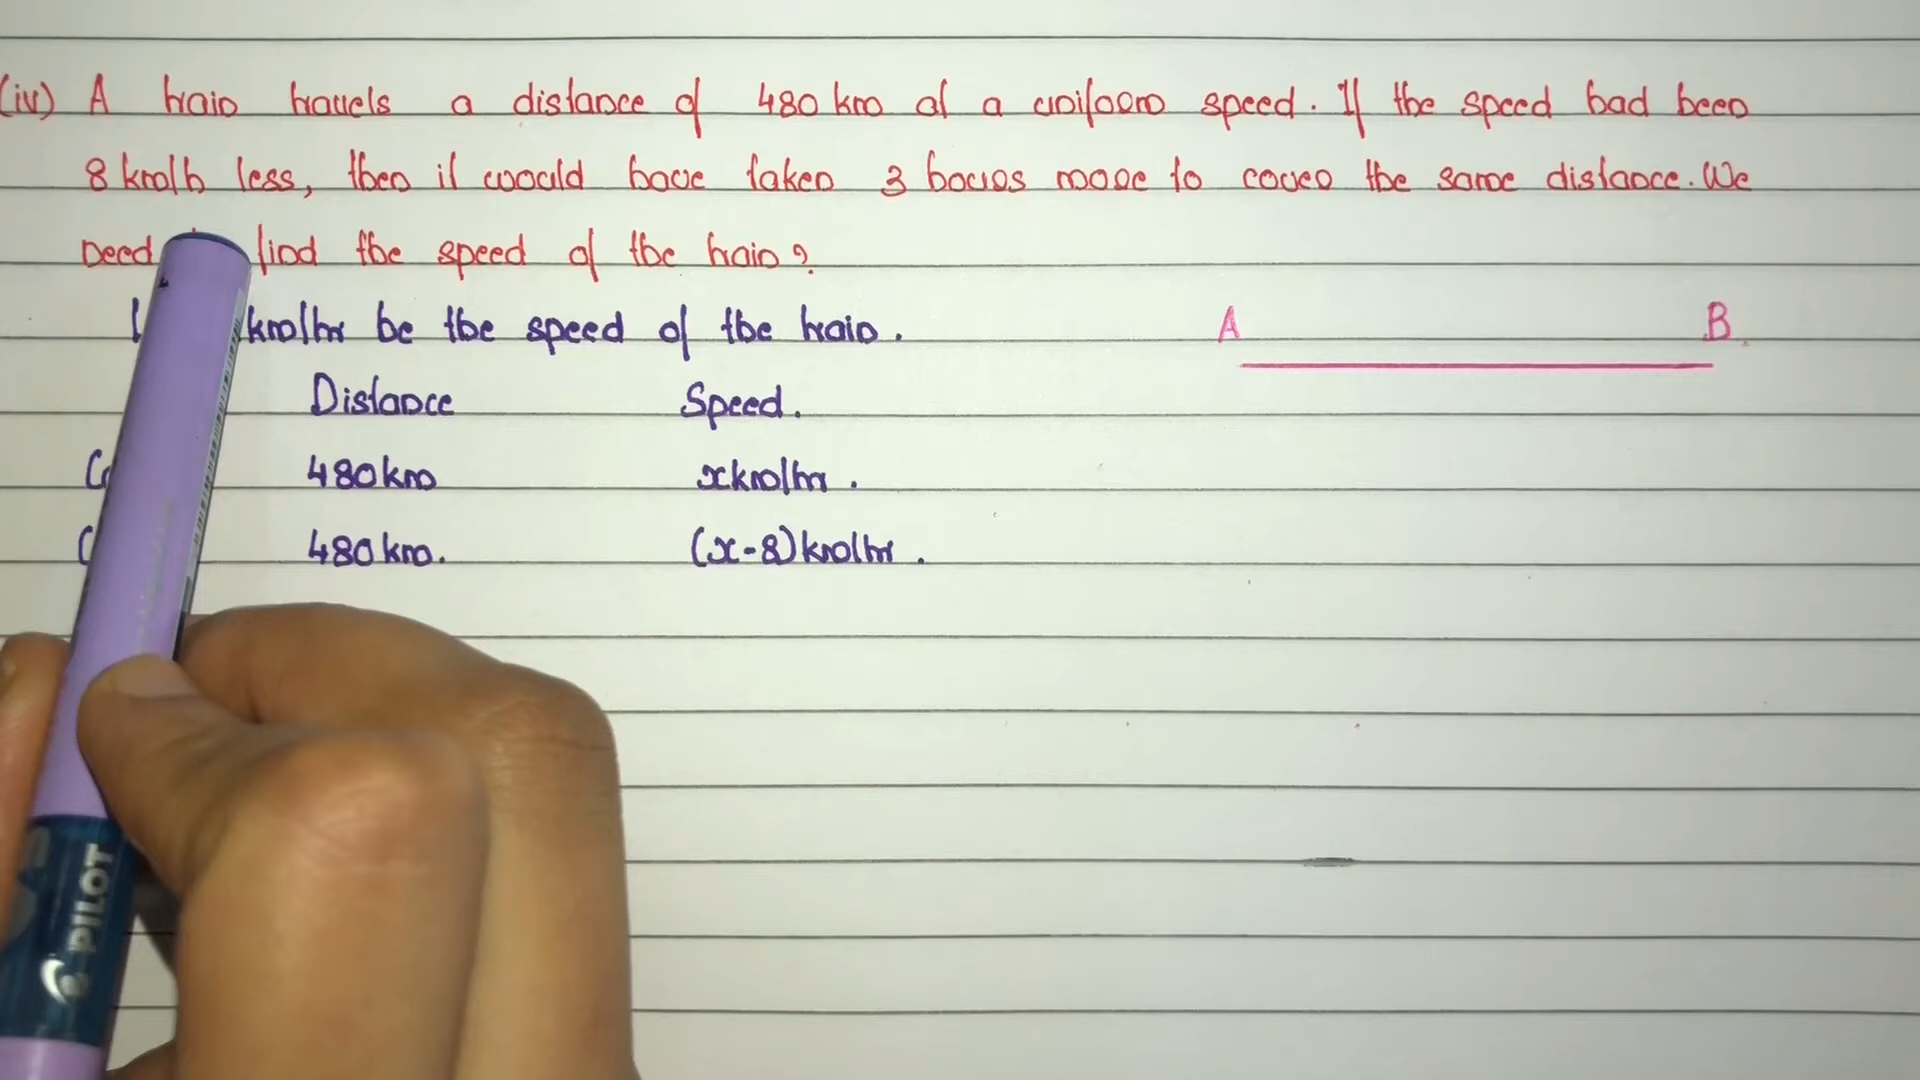 (iv) A train travels a distance of 480 km at a uniform speed. If the speed had been
8 km/h less, then it would have taken 3 hours more to cover the same distance. We
need find the speed of the train?
km/hr be the speed of the train.
A B
Distance Speed.
480 km x km/hr.
480 km. (x-8) km/hr.
PILOT